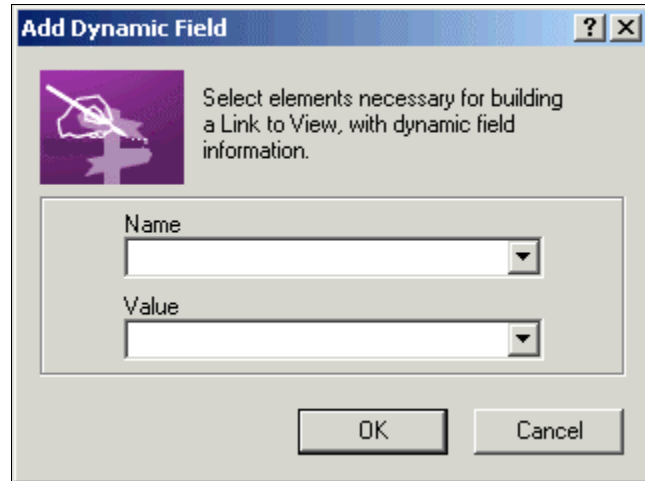 Add Dynamic Field
Select elements necessary for building
a Link to View, with dynamic field
information.
Name
Value
OK
Cancel